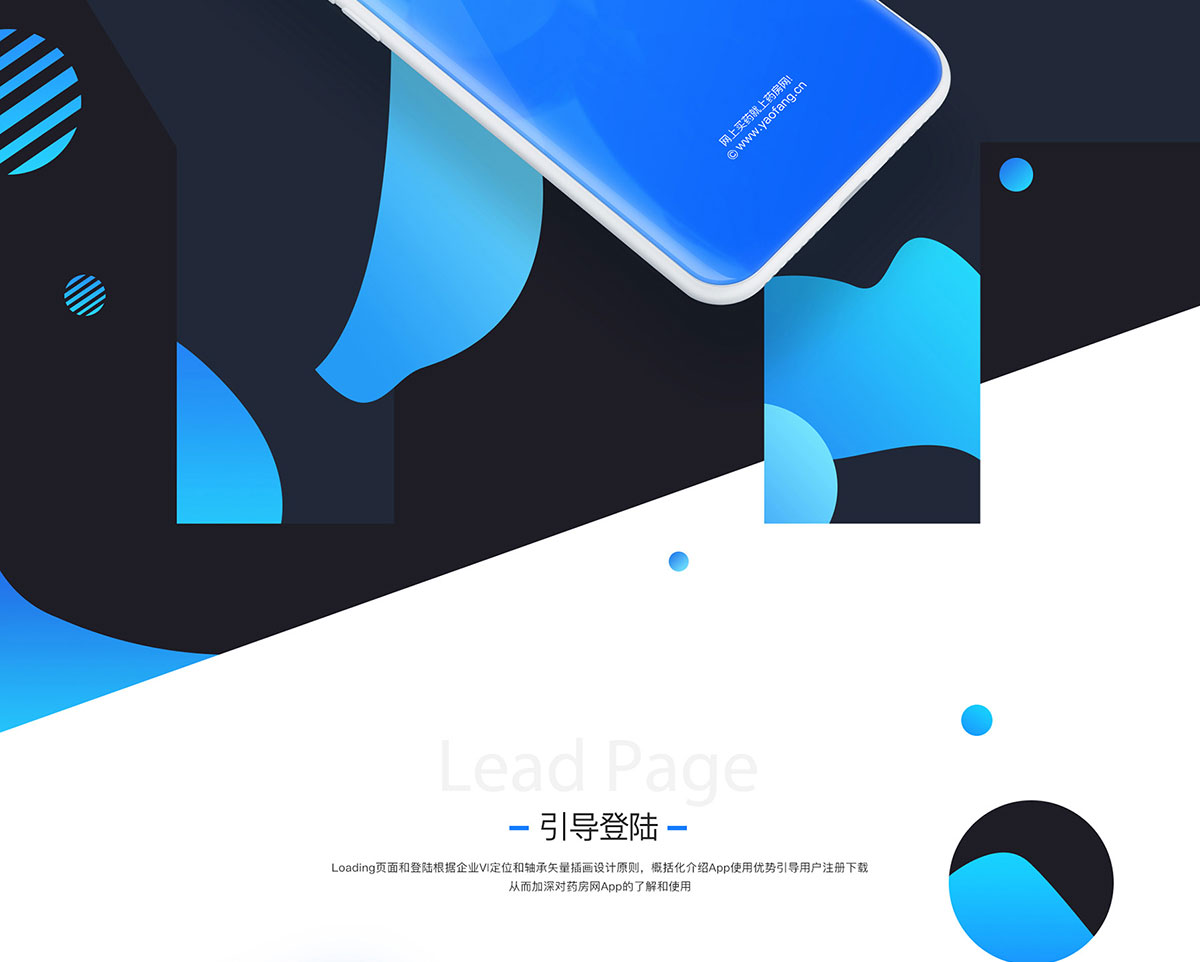 网上买药就上药房网!
© www.yaofang.cn
Lead Page
引导登陆
Loading页面和登陆根据企业VI定位和轴承矢量插画设计原则，概括化介绍App使用优势引导用户注册下载
从而加深对药房网App的了解和使用